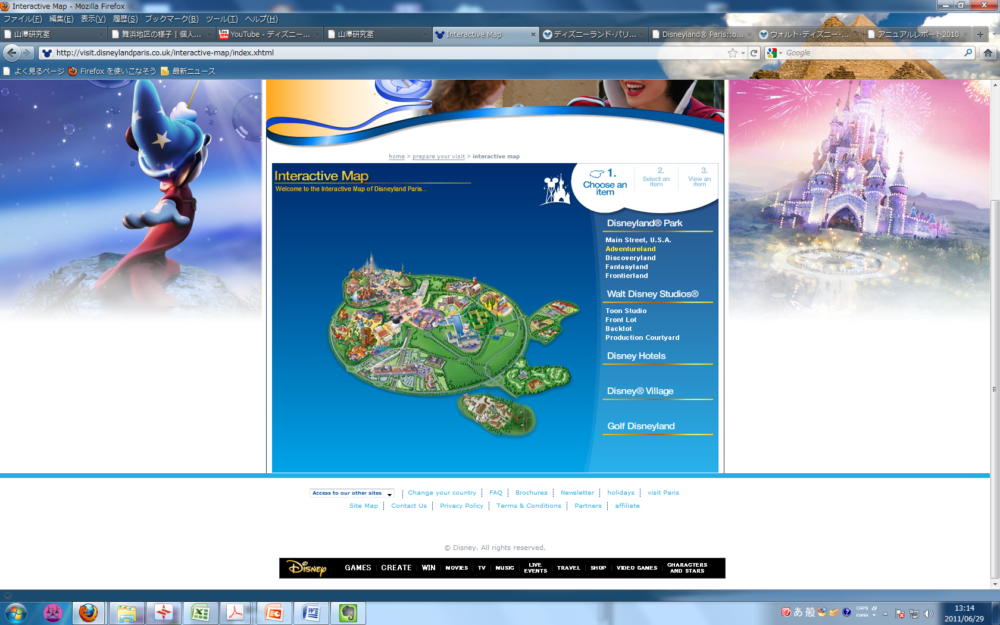 Interactive Map - Mozilla Firefox
ファイル(F) 編集(E) 表示(V) 履歴(S) ブックマーク(B) ツール(T) ヘルプ(H)
山澤研究室
舞浜地区の様子 | 個人...
You Tube YouTube - ディズニー...
山澤研究室
Interactive Map
ディズニーランド・パリ...
Disneyland® Paris::o...
ウォルト・ディズニー・...
アニュアルレポート2010
http://visit.disneylandparis.co.uk/interactive-map/index.xhtml
Google
よく見るページ Firefox を使いこなそう 最新ニュース
home > prepare your visit > interactive map
Interactive Map
Welcome to the Interactive Map of Disneyland Paris...
1. Choose an item
2. Select an item
3. View an item
Disneyland® Park
Main Street, U.S.A.
Adventureland
Discoveryland
Fantasyland
Frontierland
Walt Disney Studios®
Toon Studio
Front Lot
Backlot
Production Courtyard
Disney Hotels
Disney® Village
Golf Disneyland
Access to our other sites Change your country FAQ Brochures Newsletter holidays visit Paris
Site Map Contact Us Privacy Policy Terms & Conditions Partners affiliate
© Disney. All rights reserved.
Disney GAMES CREATE WIN MOVIES TV MUSIC LIVE EVENTS TRAVEL SHOP VIDEO GAMES CHARACTERS AND STARS
あ 般 CAPS KANA
13:14
2011/06/29